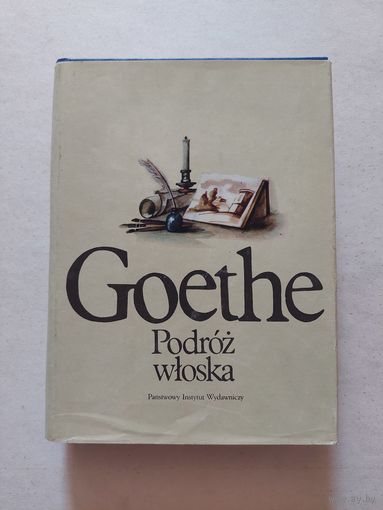 Goethe
Podróż
włoska
Państwowy Instytut Wydawniczy